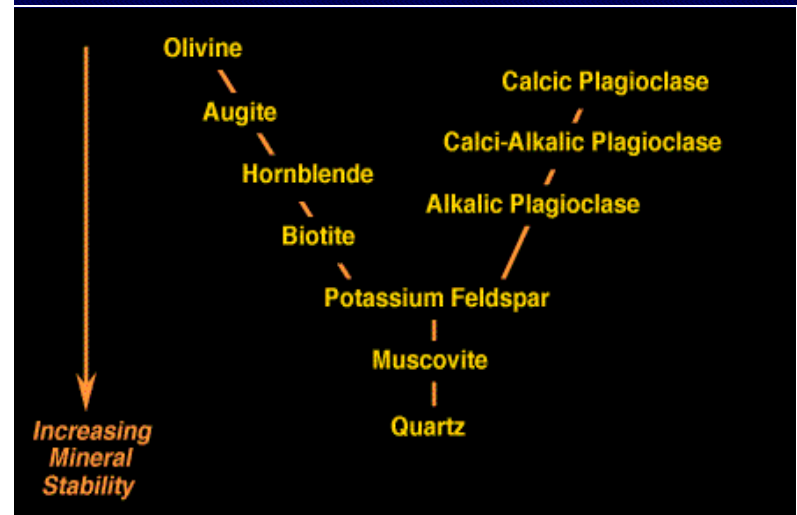 Olivine
Calcic Plagioclase
Augite
Calci-Alkalic Plagioclase
Hornblende
Alkalic Plagioclase
Biotite
Potassium Feldspar
Muscovite
Quartz
Increasing
Mineral
Stability